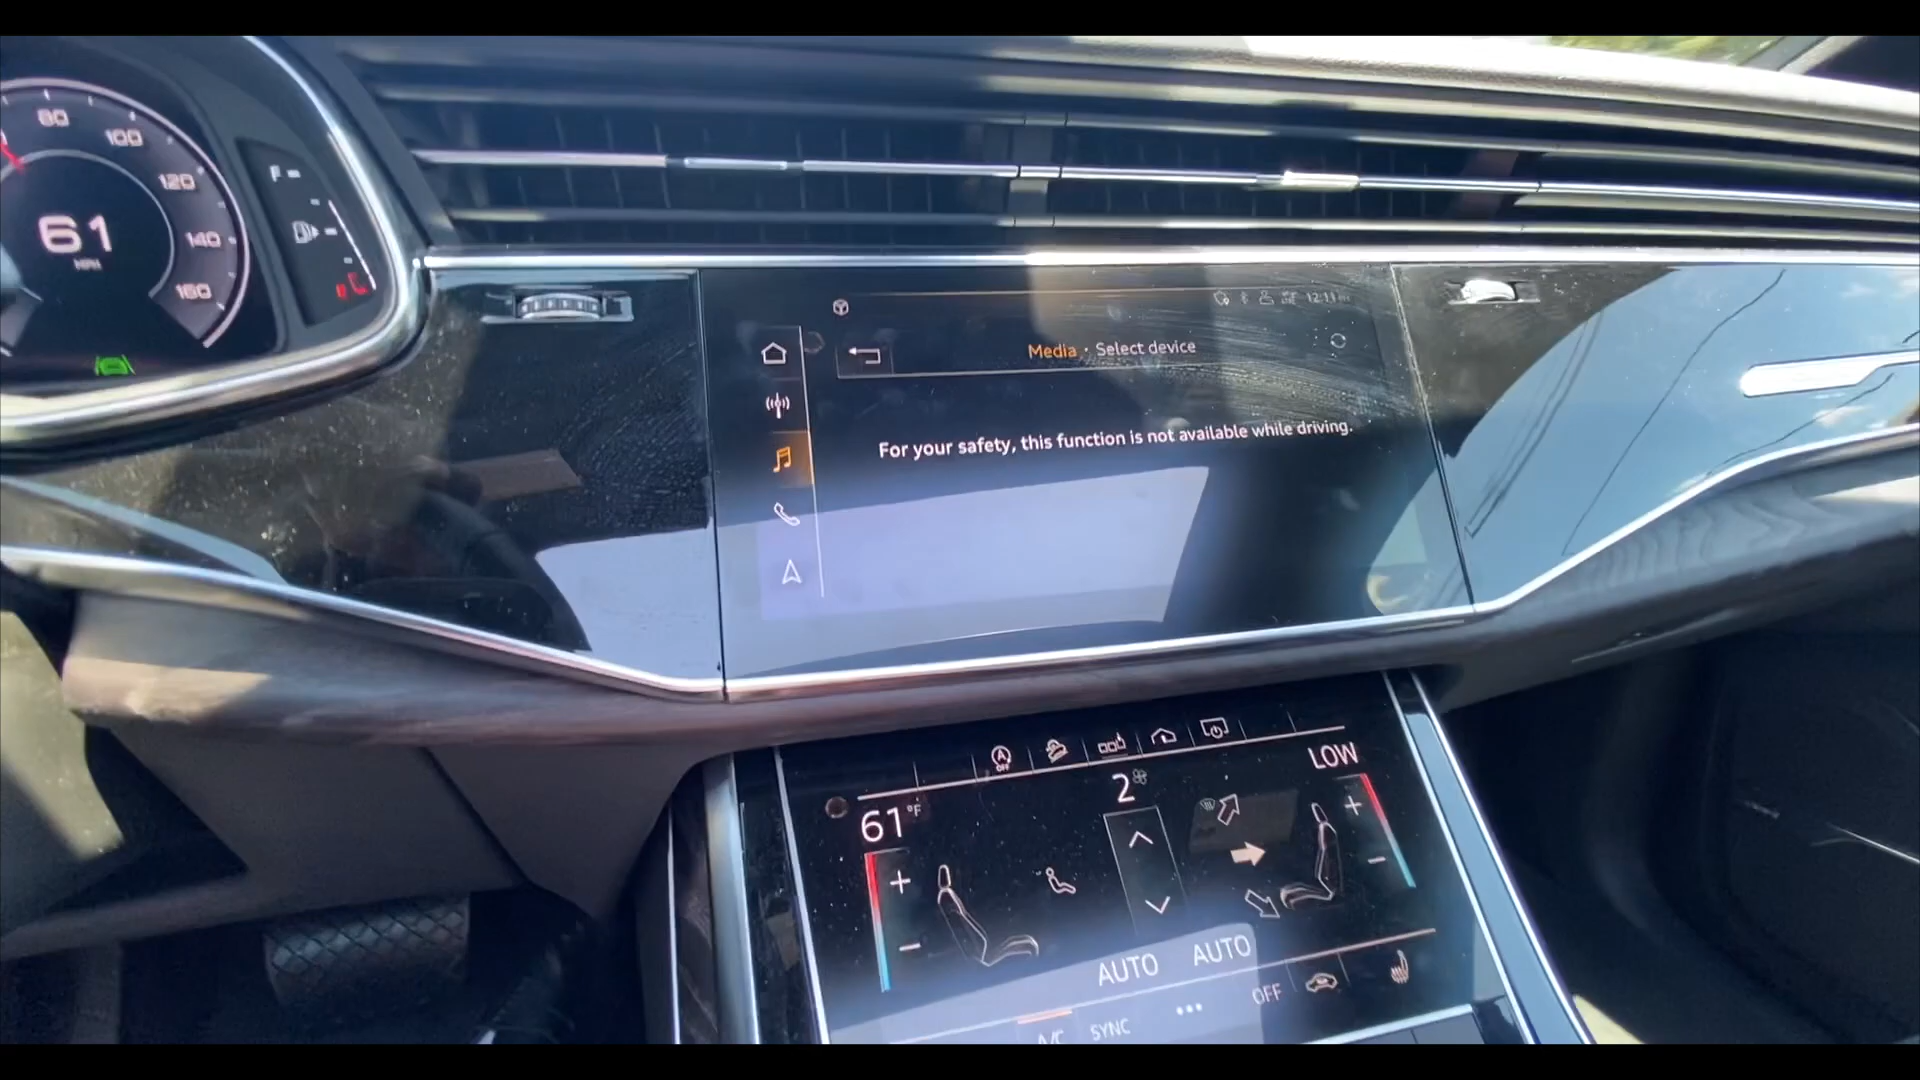 80
100
120
140
160
61
MPH
F
12:11
Media · Select device
For your safety, this function is not available while driving.
A
OFF
LOW
2
61 °F
AUTO AUTO
OFF
A/C SYNC